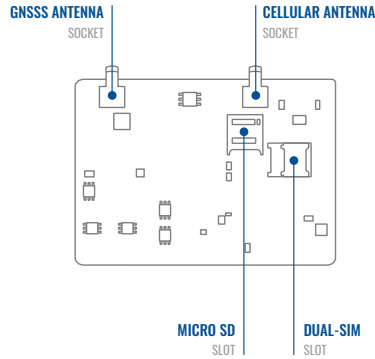 GNSSS ANTENNA
SOCKET
CELLULAR ANTENNA
SOCKET
MICRO SD
SLOT
DUAL-SIM
SLOT